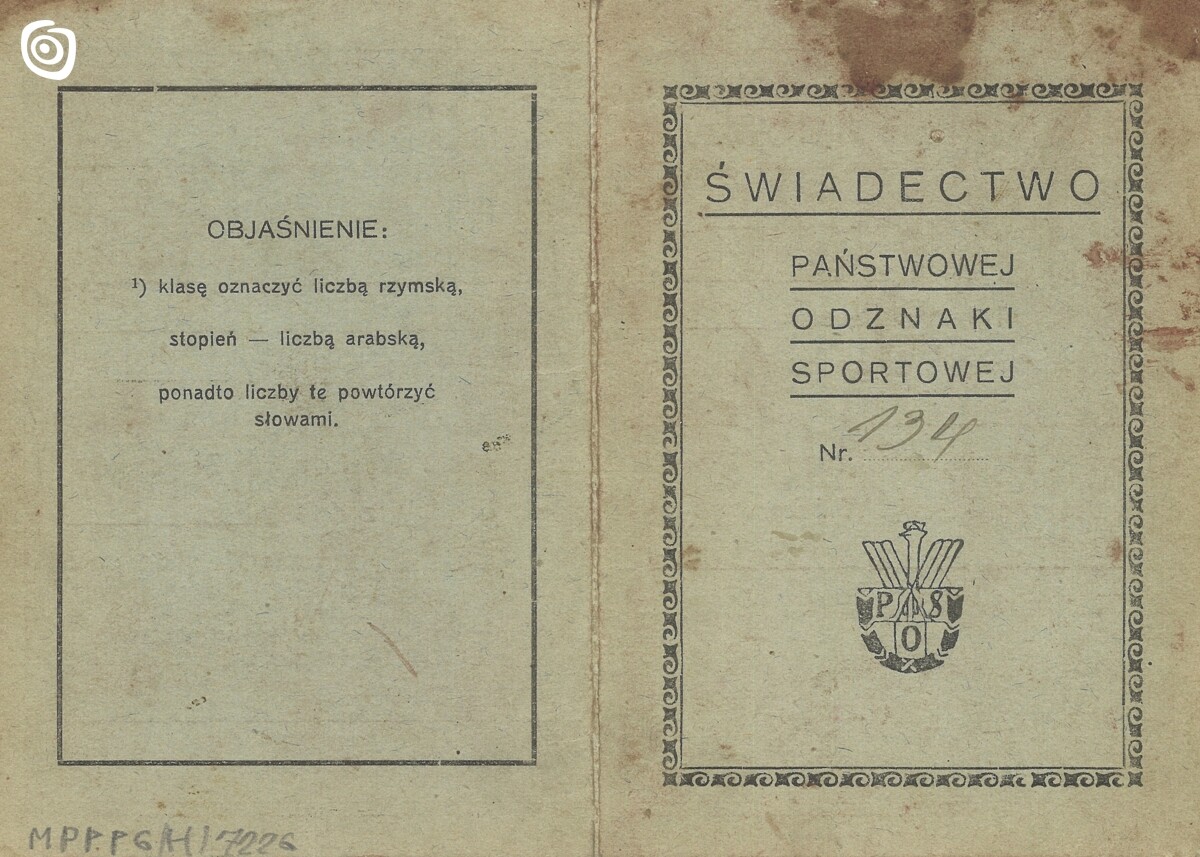 OBJAŚNIENIE:
¹) klasę oznaczyć liczbą rzymską,
stopień — liczbą arabską,
ponadto liczby te powtórzyć
słowami.
MPPPG/H/7226
ŚWIADECTWO
PAŃSTWOWEJ
ODZNAKI
SPORTOWEJ
Nr. 134
P S
O